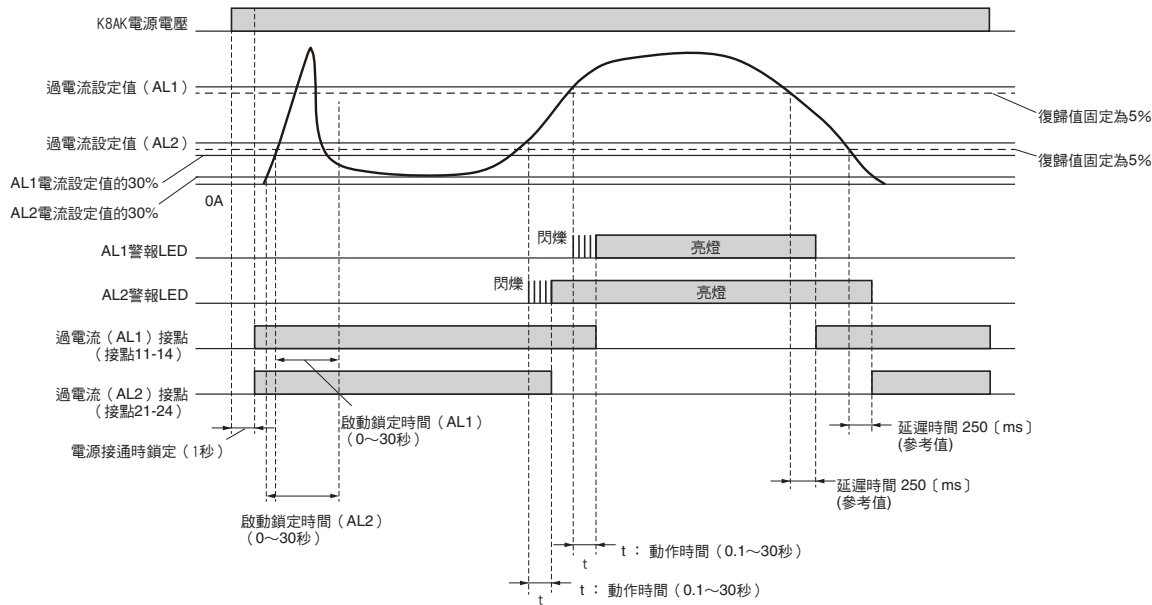 K8AK電源電壓
過電流設定值（AL1）
復歸值固定為5%
過電流設定值（AL2）
復歸值固定為5%
AL1電流設定值的30%
AL2電流設定值的30%
0A
AL1警報LED
閃爍
亮燈
AL2警報LED
閃爍
亮燈
過電流（AL1）接點
（接點11-14）
過電流（AL2）接點
（接點21-24）
啟動鎖定時間（AL1）
（0～30秒）
電源接通時鎖定（1秒）
延遲時間 250〔ms〕
(參考值)
延遲時間 250〔ms〕
(參考值)
啟動鎖定時間（AL2）
（0～30秒）
t ： 動作時間（0.1～30秒）
t
t ： 動作時間（0.1～30秒）
t